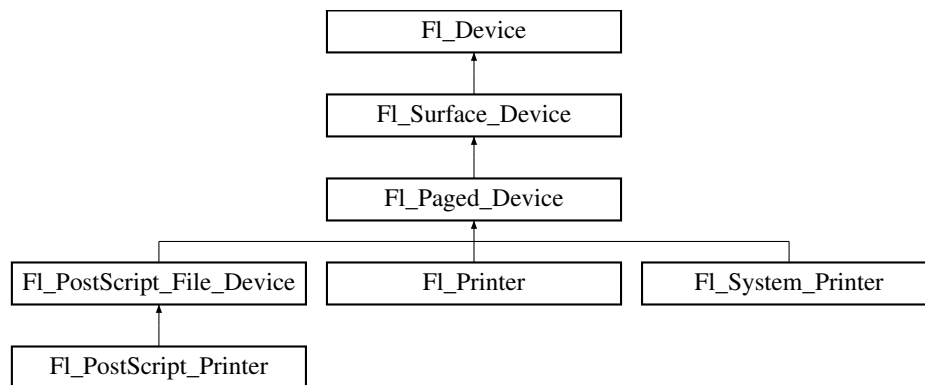 Fl_Device
Fl_Surface_Device
Fl_Paged_Device
Fl_PostScript_File_Device
Fl_Printer
Fl_System_Printer
Fl_PostScript_Printer